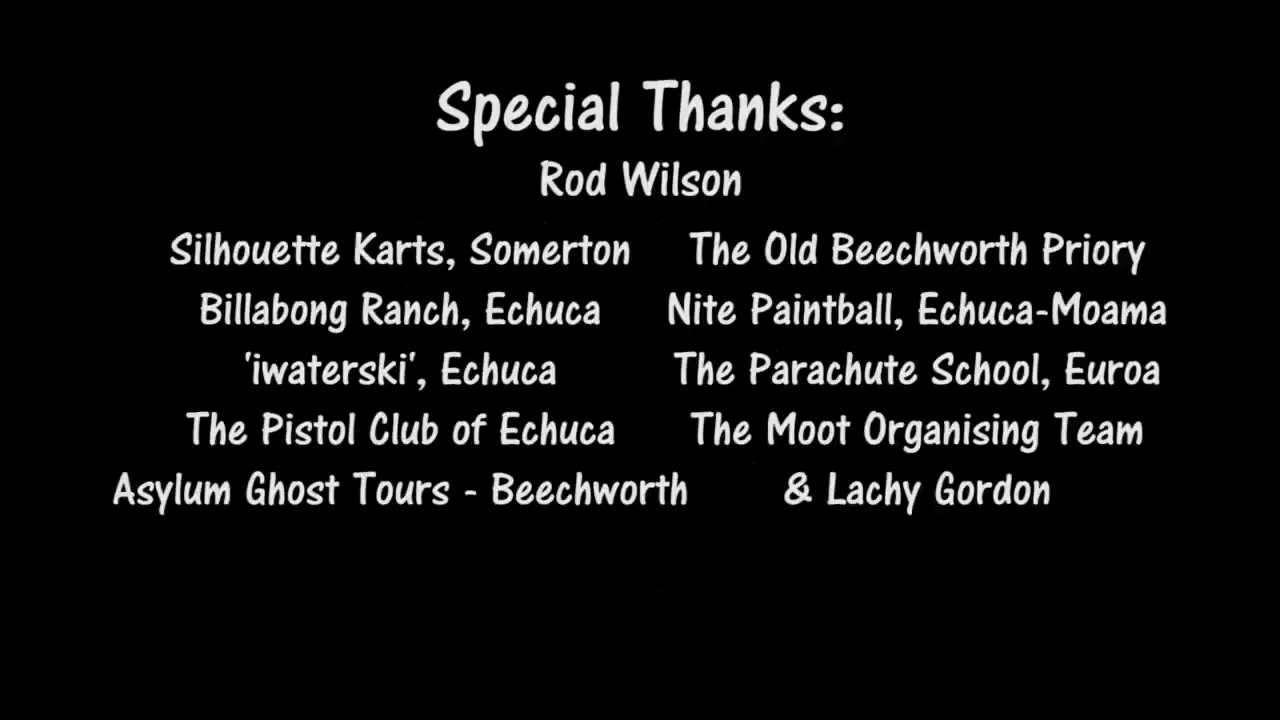 Special Thanks:
Rod Wilson
Silhouette Karts, Somerton
Billabong Ranch, Echuca
'iwaterski', Echuca
The Pistol Club of Echuca
Asylum Ghost Tours - Beechworth
The Old Beechworth Priory
Nite Paintball, Echuca-Moama
The Parachute School, Euroa
The Moot Organising Team
& Lachy Gordon